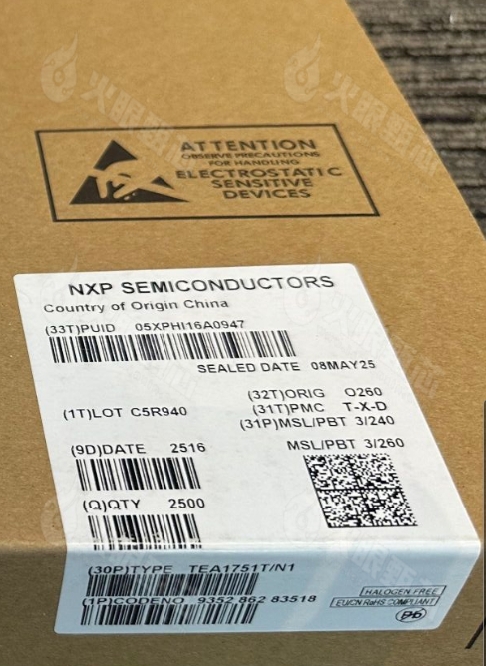 ATTENTION
OBSERVE PRECAUTIONS
FOR HANDLING
ELECTROSTATIC
SENSITIVE
DEVICES
NXP SEMICONDUCTORS
Country of Origin China
(33T)PUID 05XPHI16A0947
SEALED DATE 08MAY25
(32T)ORIG O260
(1T)LOT C5R940
(31T)PMC T-X-D
(31P)MSL/PBT 3/240
(9D)DATE 2516
MSL/PBT 3/260
(Q)QTY 2500
(30P)TYPE TEA1751T/N1
(1P)CODENO 9352 862 83518
HALOGEN FREE
EU/CN RoHS COMPLIANT
火眼